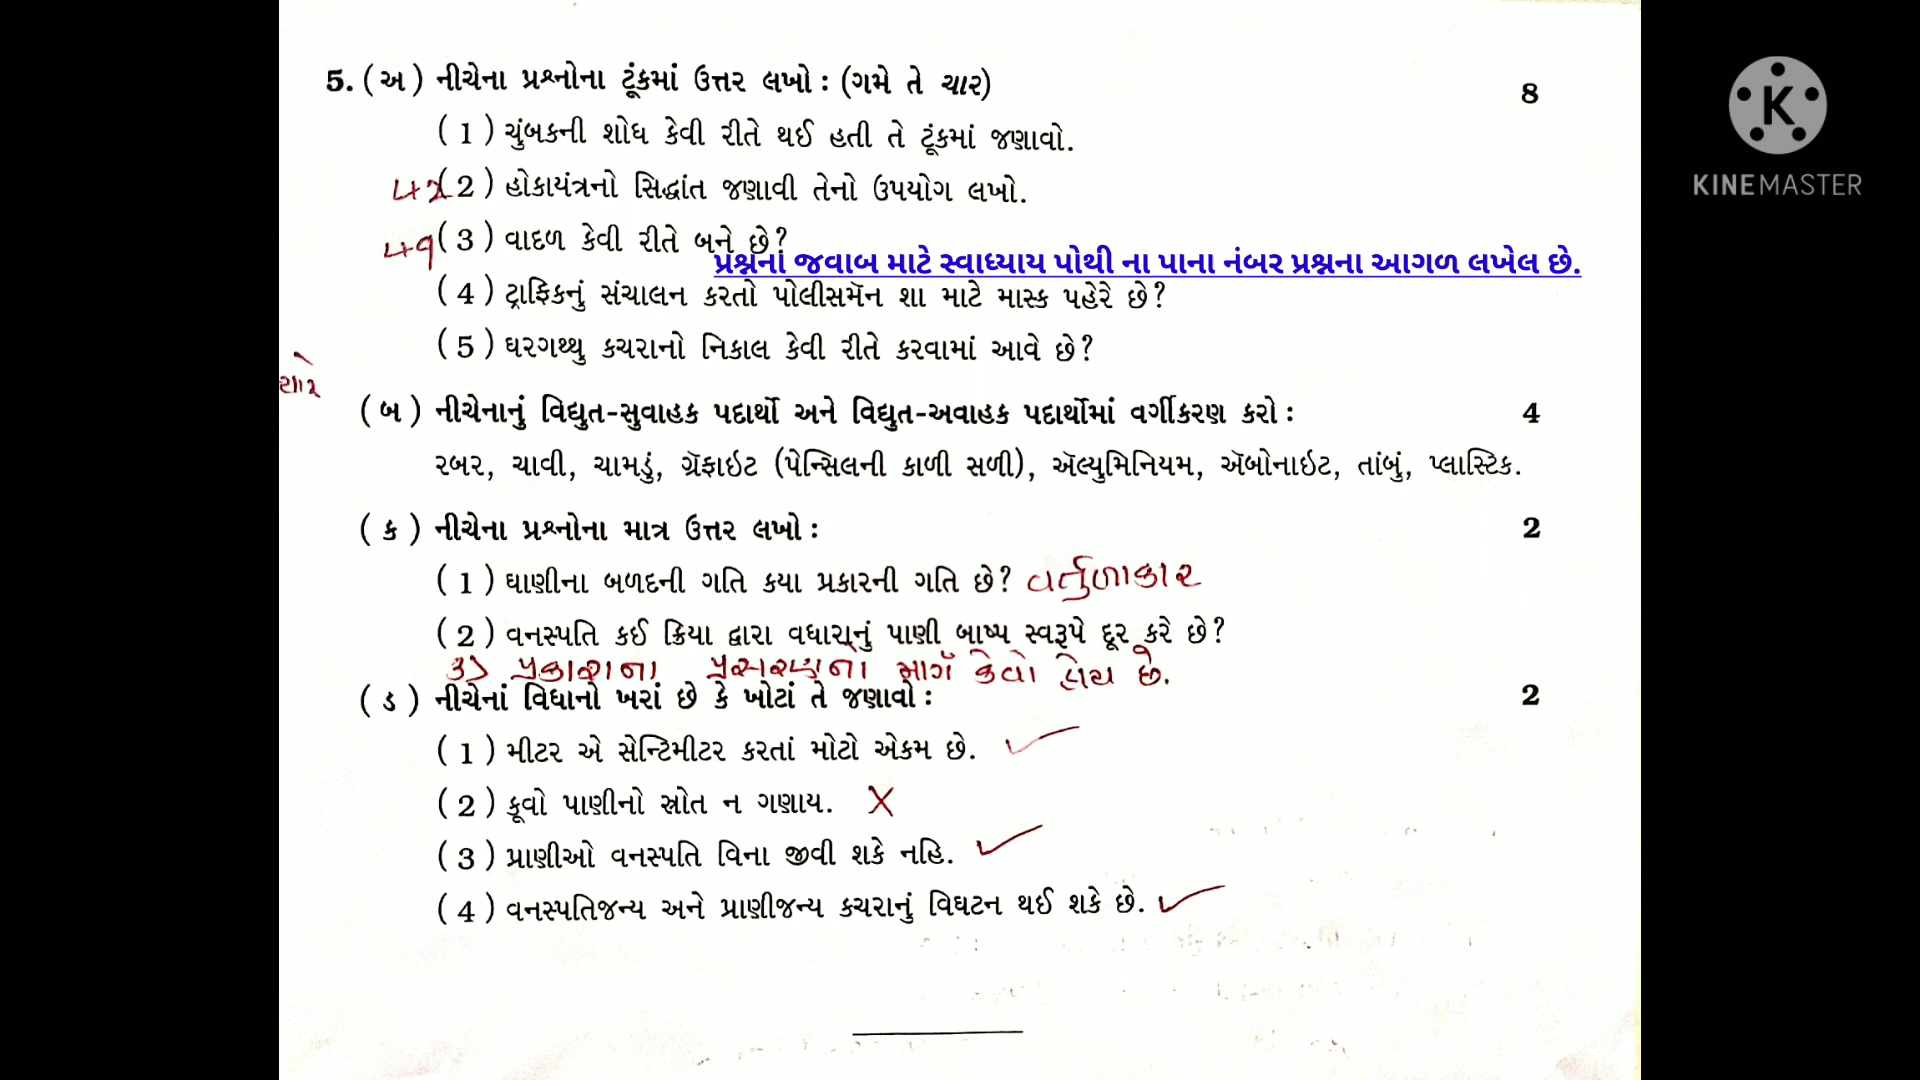 5. (અ) નીચેના પ્રશ્નોના ટૂંકમાં ઉત્તર લખો : (ગમે તે ચાર) 8
(1) ચુંબકની શોધ કેવી રીતે થઈ હતી તે ટૂંકમાં જણાવો.
(2) હોકાયંત્રનો સિદ્ધાંત જણાવી તેનો ઉપયોગ લખો.
(3) વાદળ કેવી રીતે બને છે?
પ્રશ્નનાં જવાબ માટે સ્વાધ્યાય પોથી ના પાના નંબર પ્રશ્નના આગળ લખેલ છે.
(4) ટ્રાફિકનું સંચાલન કરતો પોલીસમૅન શા માટે માસ્ક પહેરે છે?
(5) ઘરગથ્થુ કચરાનો નિકાલ કેવી રીતે કરવામાં આવે છે?
(બ) નીચેનાનું વિદ્યુત-સુવાહક પદાર્થો અને વિદ્યુત-અવાહક પદાર્થોમાં વર્ગીકરણ કરો : 4
રબર, ચાવી, ચામડું, ગ્રૅફાઇટ (પેન્સિલની કાળી સળી), ઍલ્યુમિનિયમ, ઍબોનાઇટ, તાંબું, પ્લાસ્ટિક.
(ક) નીચેના પ્રશ્નોના માત્ર ઉત્તર લખો : 2
(1) ઘાણીના બળદની ગતિ કયા પ્રકારની ગતિ છે? વર્તુળાકાર
(2) વનસ્પતિ કઈ ક્રિયા દ્વારા વધારાનું પાણી બાષ્પ સ્વરૂપે દૂર કરે છે?
3) પ્રકાશના પ્રસરણનો માર્ગ કેવો હોય છે.
(ડ) નીચેનાં વિધાનો ખરાં છે કે ખોટાં તે જણાવો : 2
(1) મીટર એ સેન્ટિમીટર કરતાં મોટો એકમ છે. ✓
(2) કૂવો પાણીનો સ્રોત ન ગણાય. X
(3) પ્રાણીઓ વનસ્પતિ વિના જીવી શકે નહિ. ✓
(4) વનસ્પતિજન્ય અને પ્રાણીજન્ય કચરાનું વિઘટન થઈ શકે છે. ✓
K
KINEMASTER